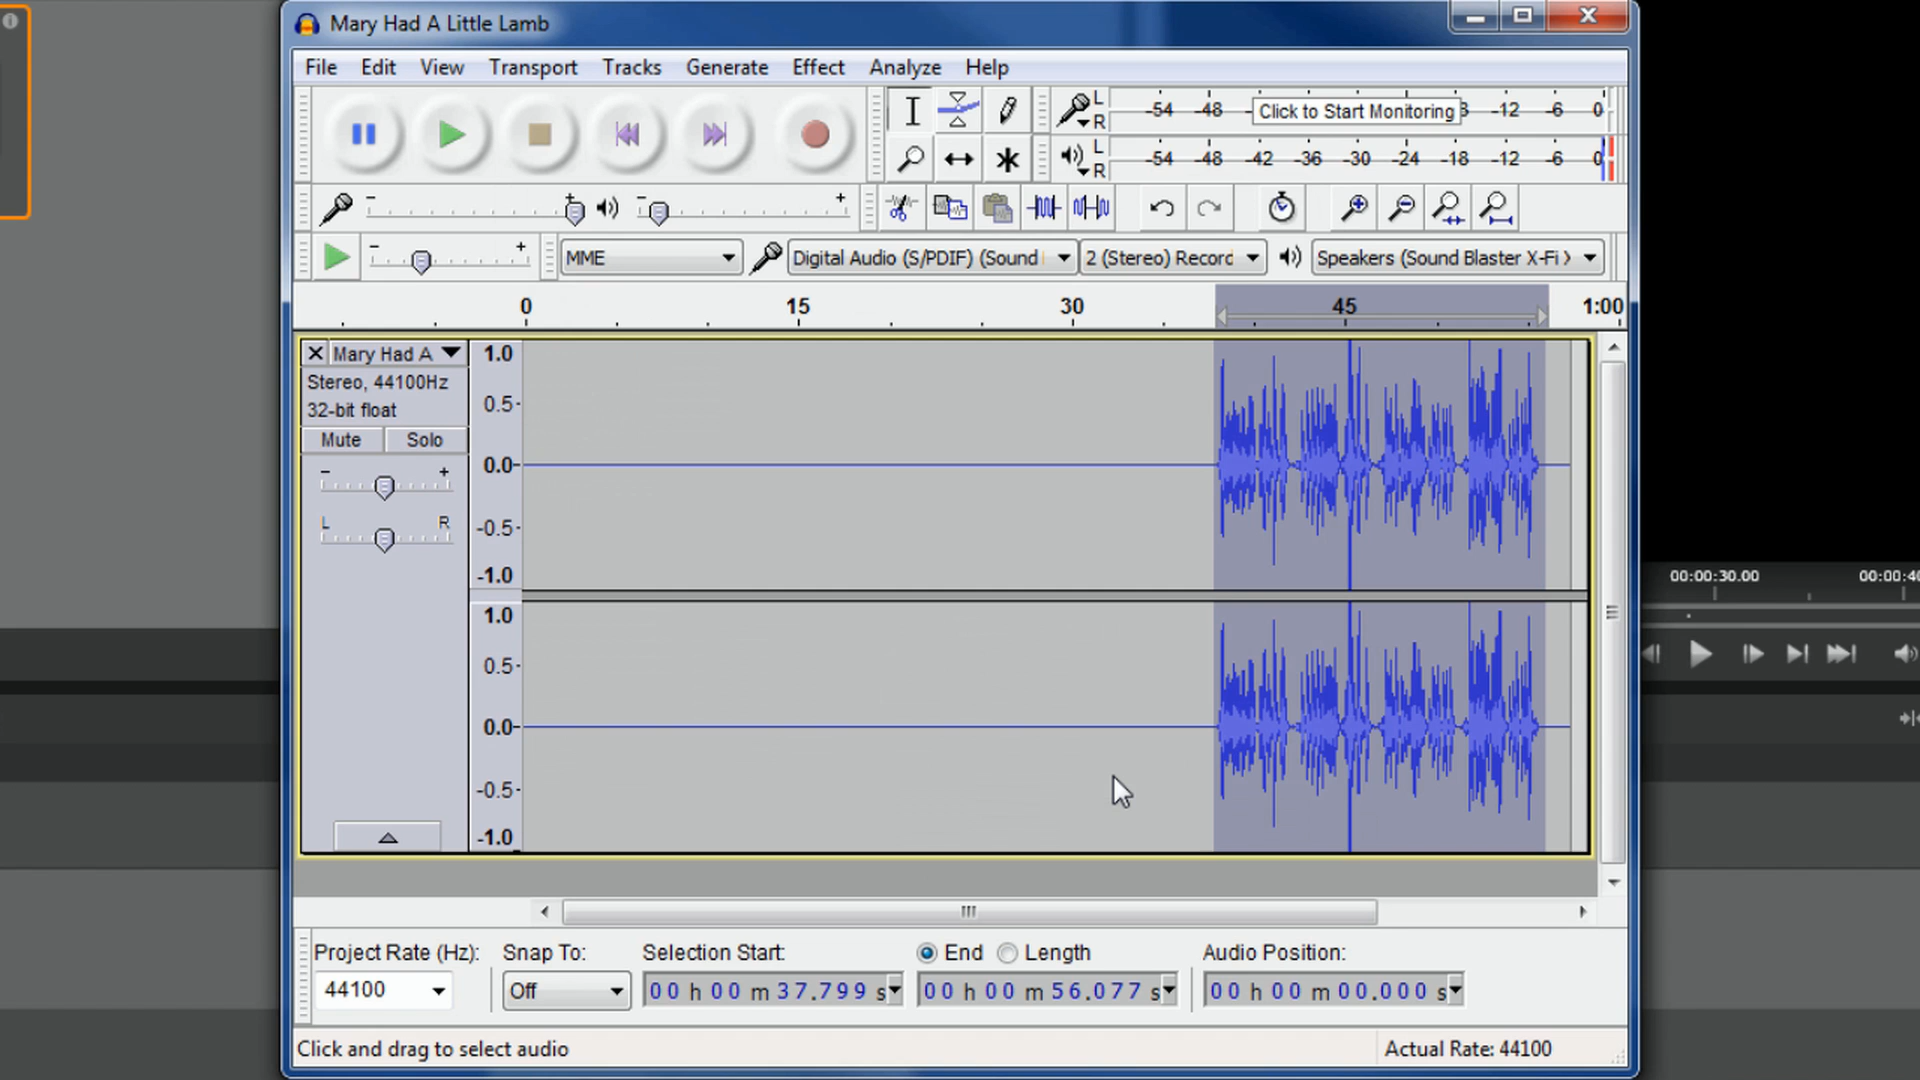 Mary Had A Little Lamb
File Edit View Transport Tracks Generate Effect Analyze Help
L
R
-54 -48 Click to Start Monitoring -12 -6 0
L
R
-54 -48 -42 -36 -30 -24 -18 -12 -6 0
- + - +
- + MME Digital Audio (S/PDIF) (Sound 2 (Stereo) Record Speakers (Sound Blaster X-Fi
0 15 30 45 1:00
Mary Had A
Stereo, 44100Hz
32-bit float
Mute Solo
- +
L R
1.0
0.5
0.0
-0.5
-1.0
1.0
0.5
0.0
-0.5
-1.0
00:00:30.00 00:00:4
Project Rate (Hz): Snap To: Selection Start: End Length Audio Position:
44100 Off 00 h 00 m 37.799 s 00 h 00 m 56.077 s 00 h 00 m 00.000 s
Click and drag to select audio Actual Rate: 44100